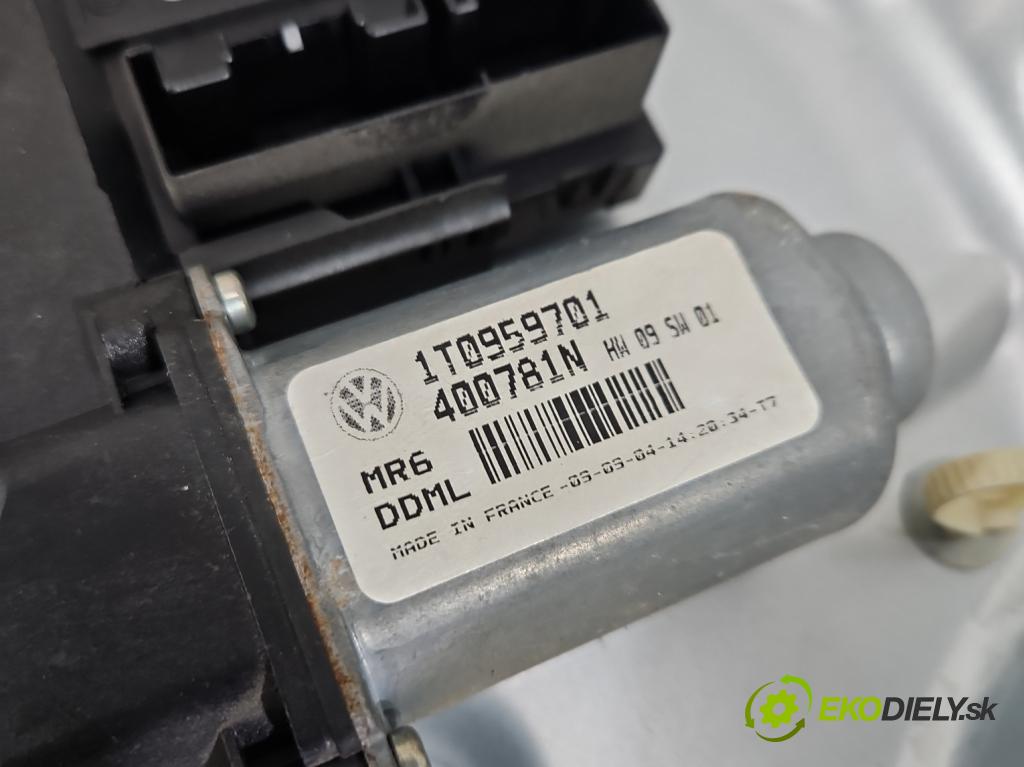 1T0959701
400781N HW 09 SW 01
MR6
DDML
MADE IN FRANCE -09-09-04-14:20:34-T7
EKODIELY.sk